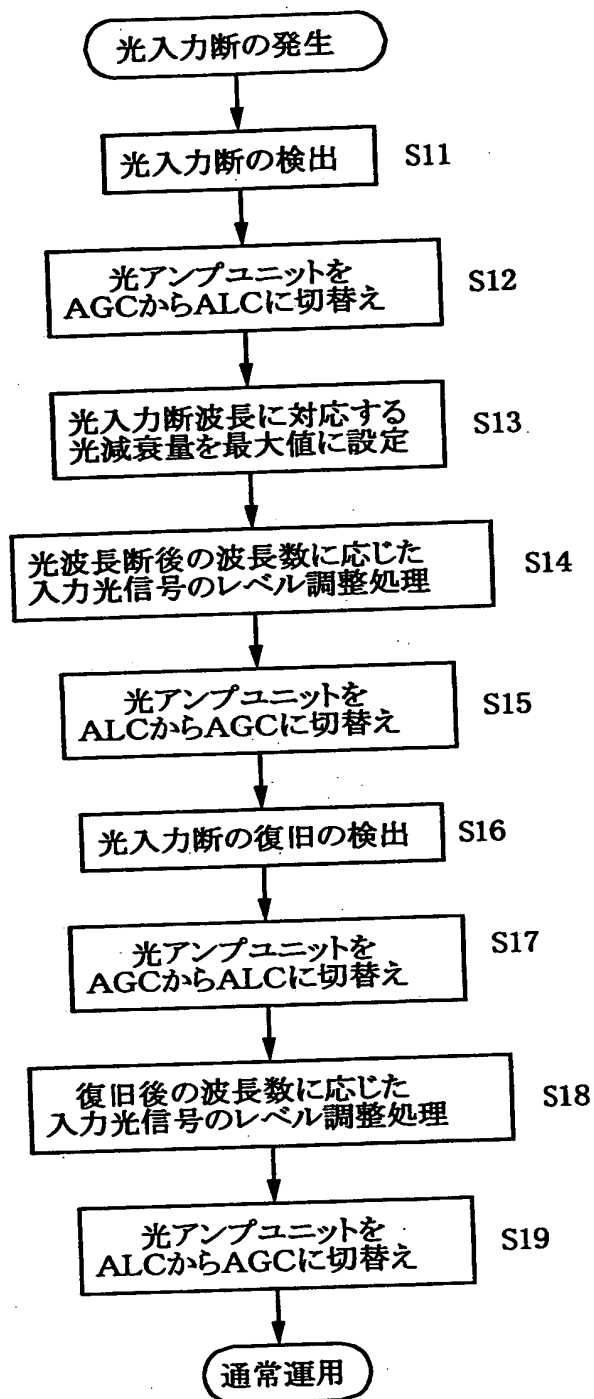 光入力断の発生
光入力断の検出
S11
光アンプユニットを
AGCからALCに切替え
S12
光入力断波長に対応する
光減衰量を最大値に設定
S13
光波長断後の波長数に応じた
入力光信号のレベル調整処理
S14
光アンプユニットを
ALCからAGCに切替え
S15
光入力断の復旧の検出
S16
光アンプユニットを
AGCからALCに切替え
S17
復旧後の波長数に応じた
入力光信号のレベル調整処理
S18
光アンプユニットを
ALCからAGCに切替え
S19
通常運用